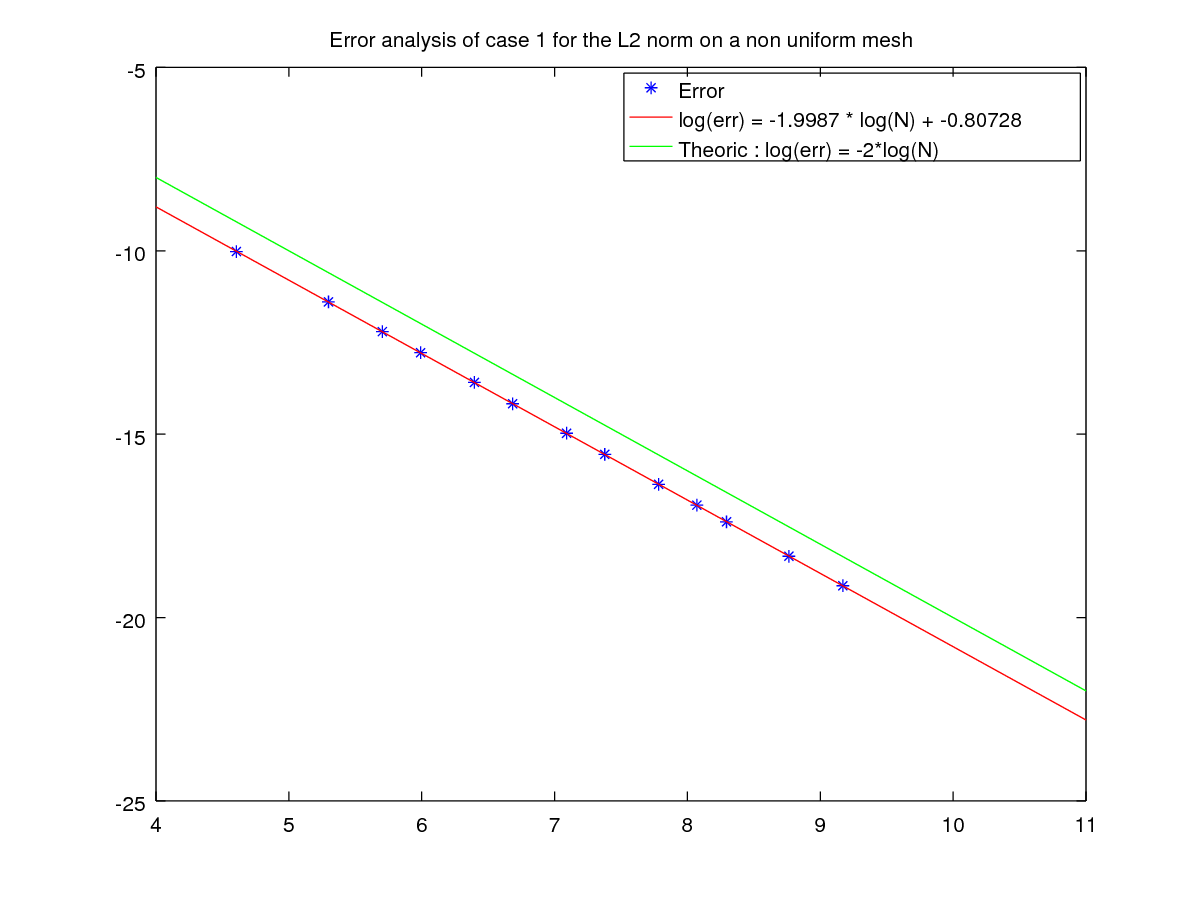 Error analysis of case 1 for the L2 norm on a non uniform mesh
Error
log(err) = -1.9987 * log(N) + -0.80728
Theoric : log(err) = -2*log(N)
-5
-10
-15
-20
-25
4 5 6 7 8 9 10 11